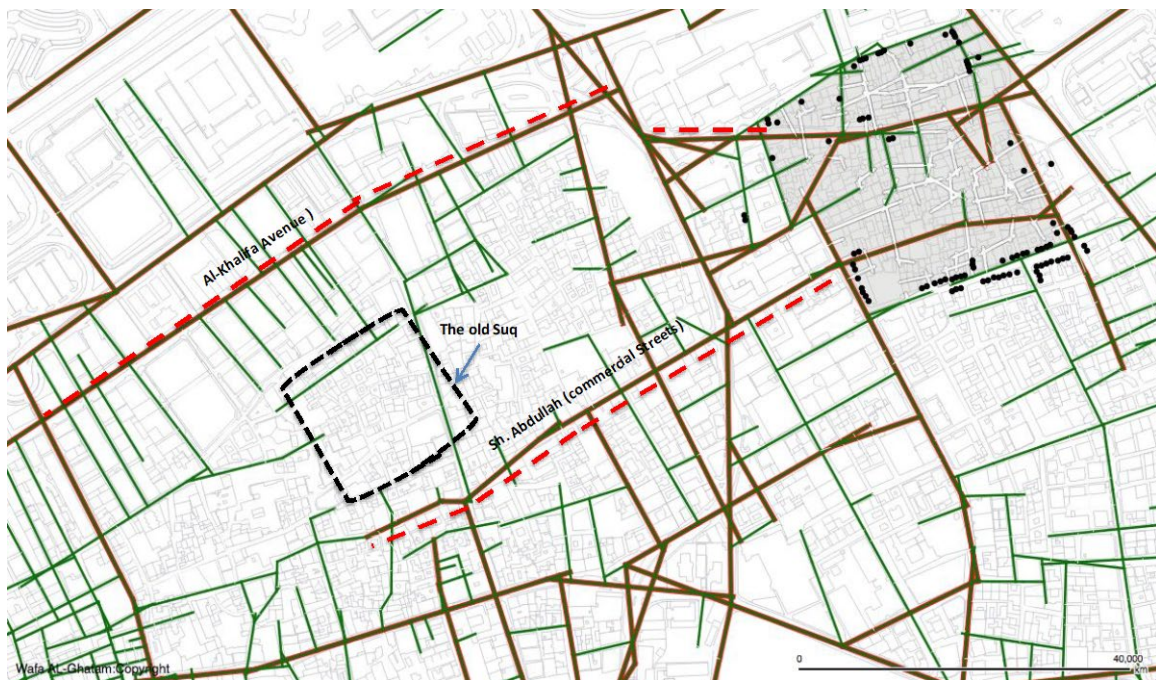 Al-Khalifa Avenue )
The old Suq
Sh. Abdullah (commercial Streets)
Wafa AL-Ghatam:Copyright
0
40,000
Km